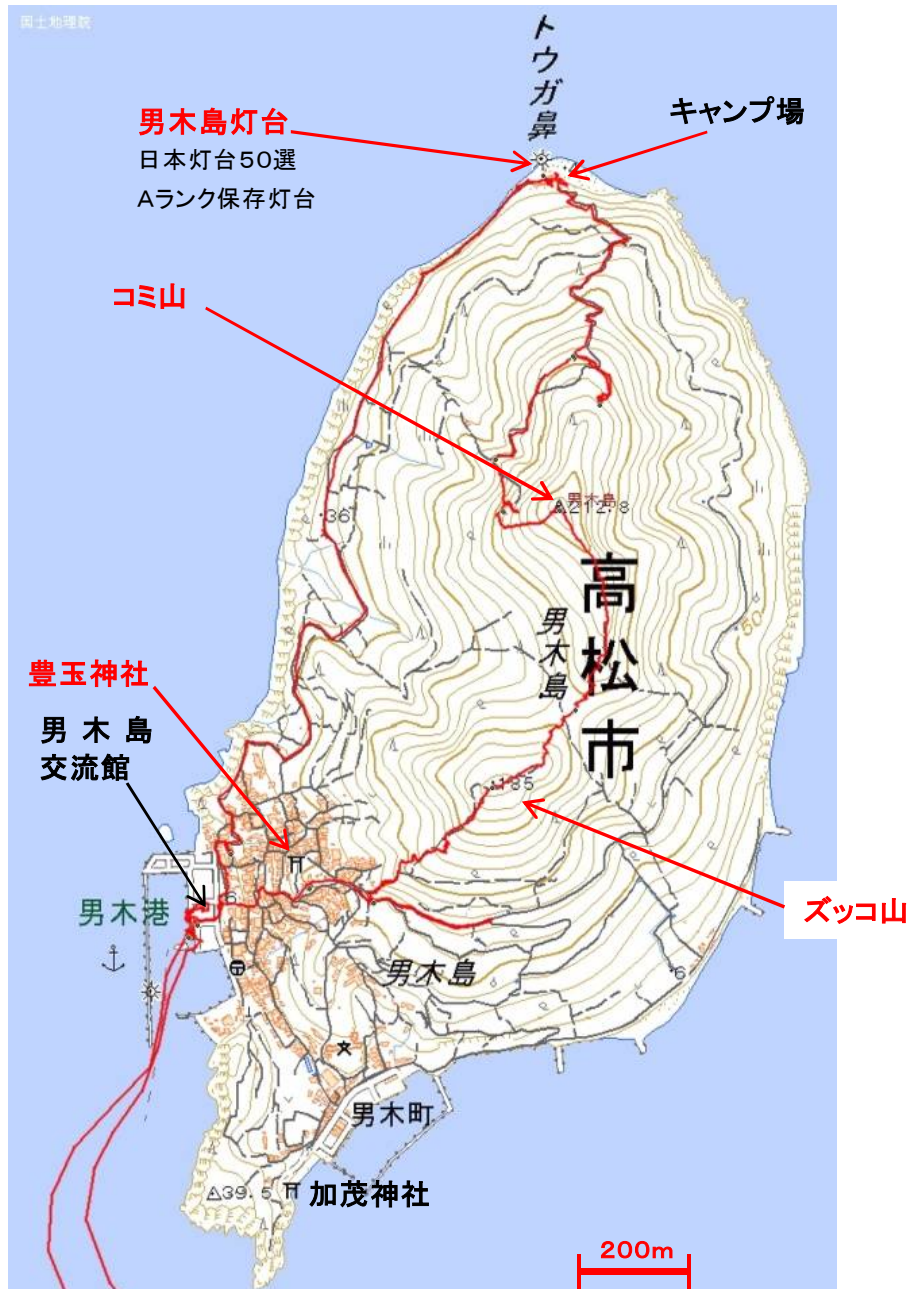 国土地理院
トウガ鼻
男木島灯台
日本灯台50選
Aランク保存灯台
キャンプ場
コミ山
男木島
212.8
・36
高松市
男木島
50
豊玉神社
男木島
交流館
・185
ズッコ山
男木港
男木島
・6
男木町
39.5
加茂神社
200m